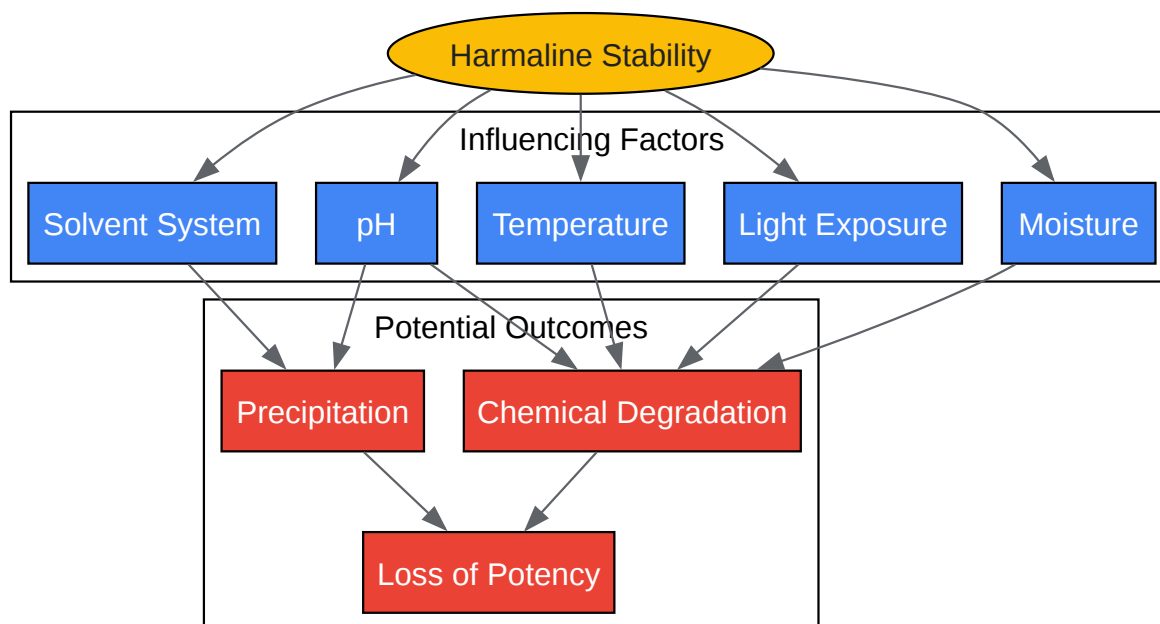 Harmaline Stability
Influencing Factors
Solvent System
pH
Temperature
Light Exposure
Moisture
Potential Outcomes
Precipitation
Chemical Degradation
Loss of Potency